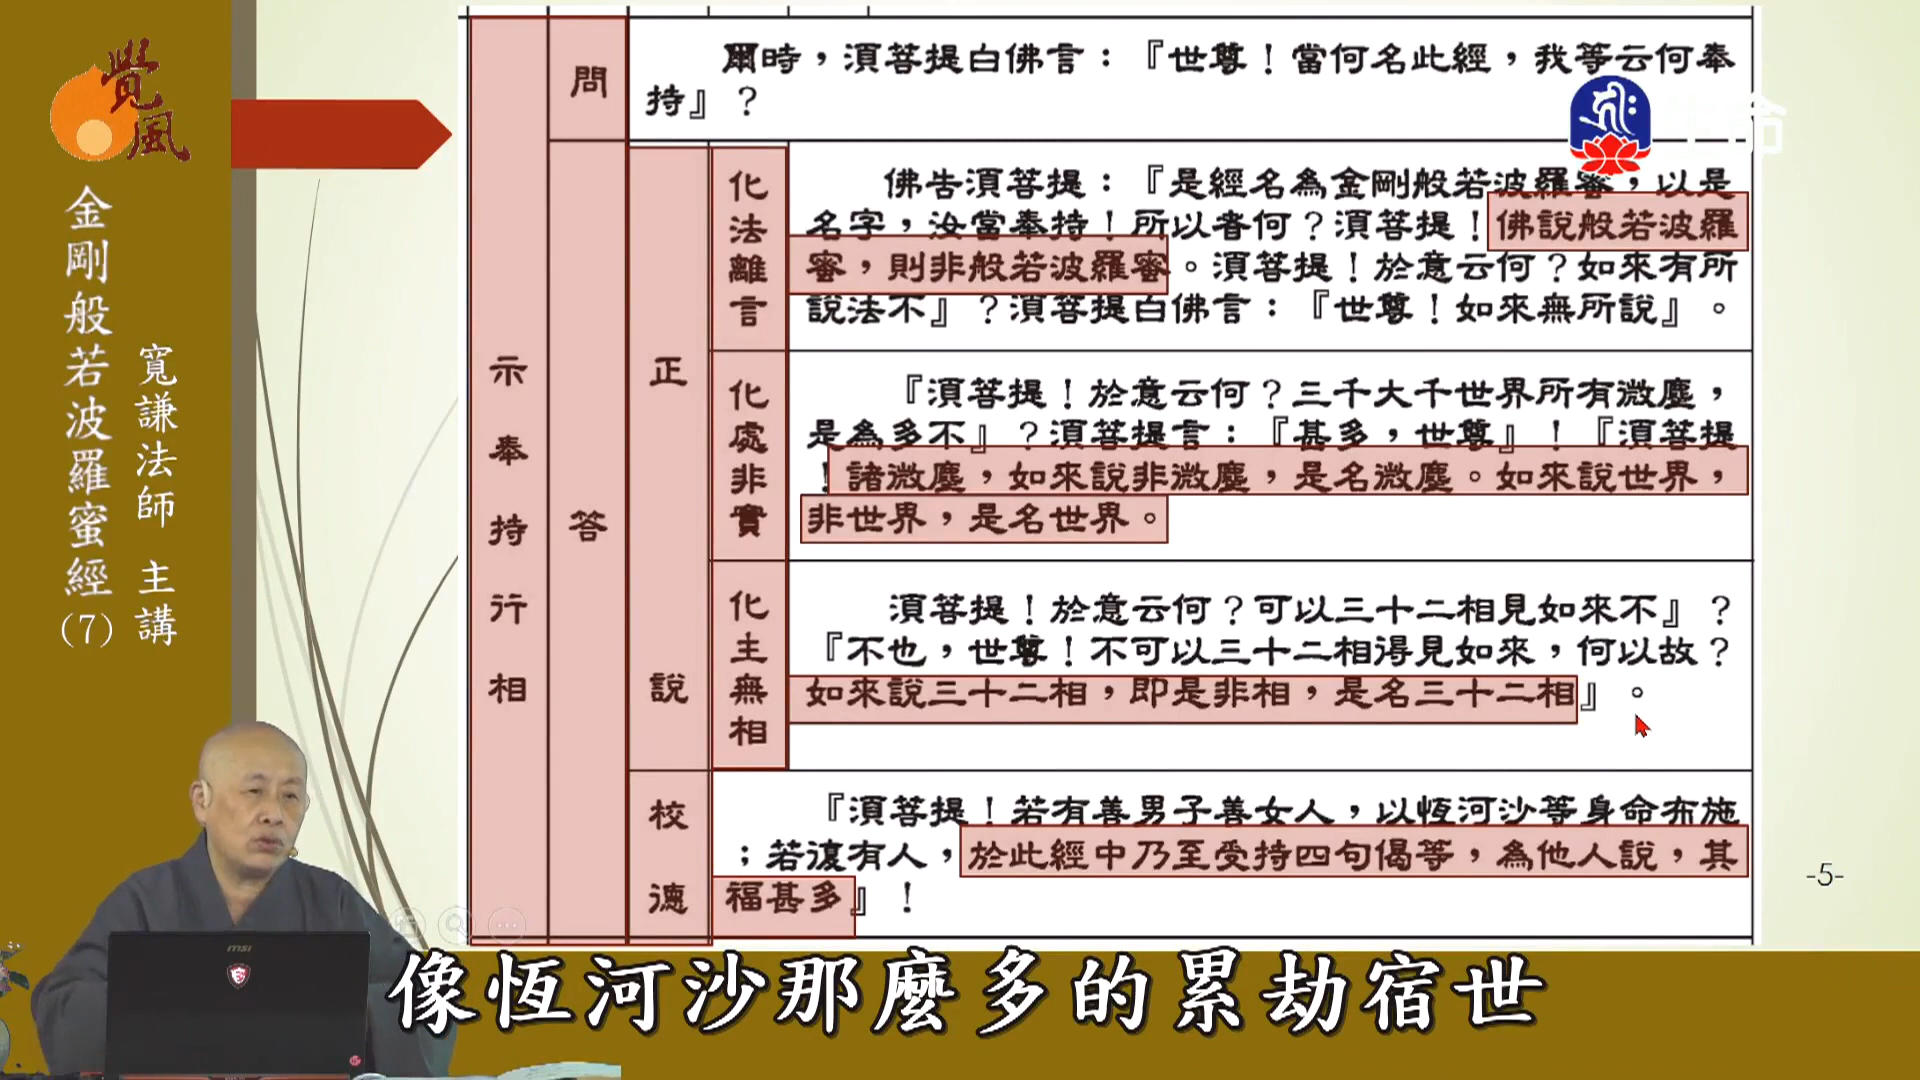 覺風
金剛般若波羅蜜經(7)
寬謙法師 主講
示奉持行相
問
爾時，須菩提白佛言：『世尊！當何名此經，我等云何奉
持』？
命
答
正說
化法離言
佛告須菩提：『是經名為金剛般若波羅蜜，以是
名字，汝當奉持！所以者何？須菩提！佛說般若波羅
蜜，則非般若波羅蜜。須菩提！於意云何？如來有所
說法不』？須菩提白佛言：『世尊！如來無所說』。
化處非實
『須菩提！於意云何？三千大千世界所有微塵，
是為多不』？須菩提言：『甚多，世尊』！『須菩提
！諸微塵，如來說非微塵，是名微塵。如來說世界，
非世界，是名世界。
化主無相
須菩提！於意云何？可以三十二相見如來不』？
『不也，世尊！不可以三十二相得見如來，何以故？
如來說三十二相，即是非相，是名三十二相』。
校德
『須菩提！若有善男子善女人，以恆河沙等身命布施
；若復有人，於此經中乃至受持四句偈等，為他人說，其
福甚多』！
-5-
msi
像恆河沙那麼多的累劫宿世